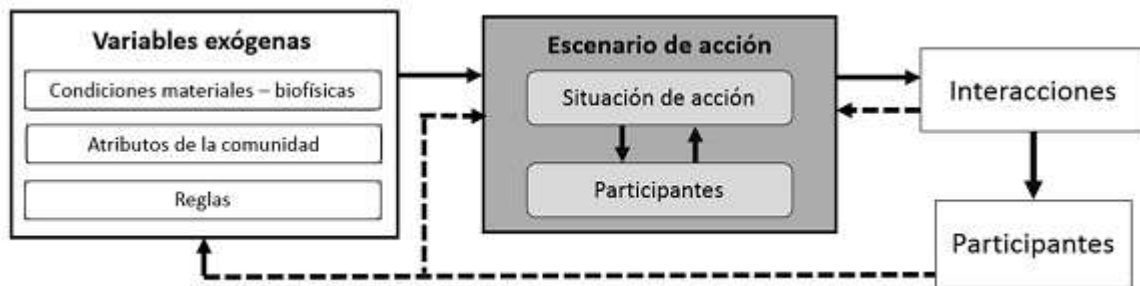 Variables exógenas
Condiciones materiales – biofísicas
Atributos de la comunidad
Reglas
Escenario de acción
Situación de acción
Participantes
Interacciones
Participantes